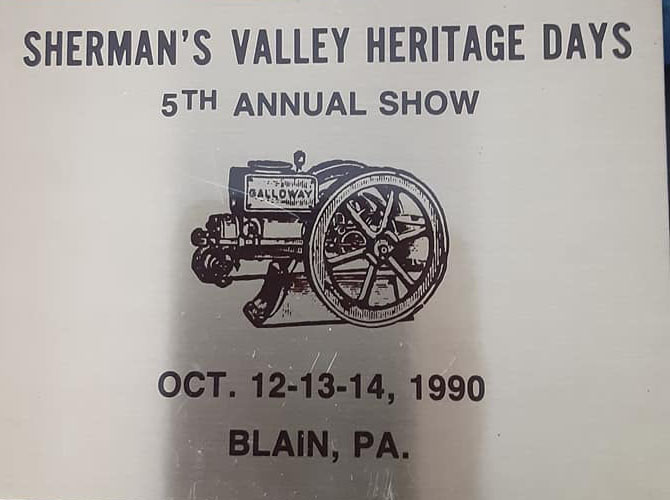 SHERMAN'S VALLEY HERITAGE DAYS
5TH ANNUAL SHOW
GALLOWAY
OCT. 12-13-14, 1990
BLAIN, PA.